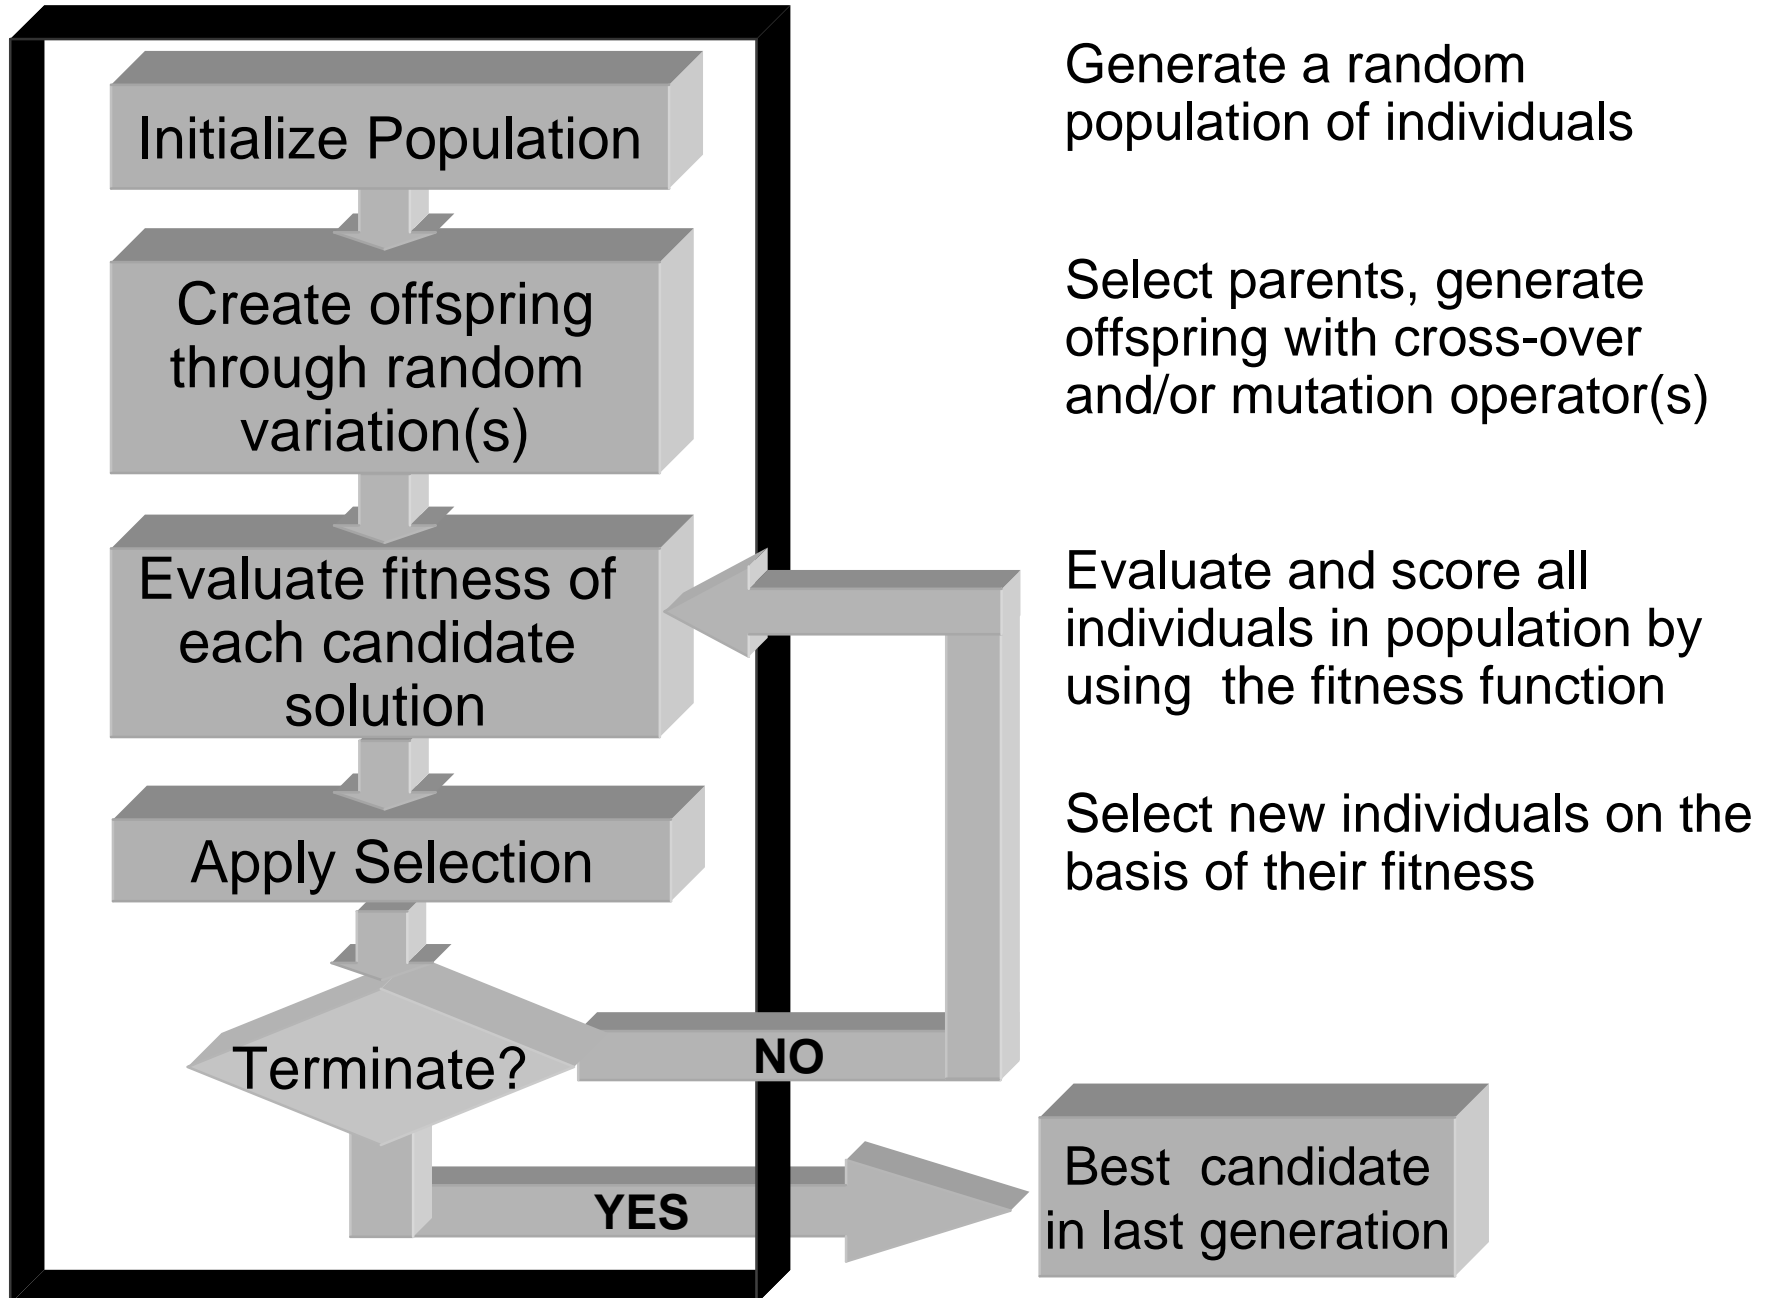 Initialize Population
Generate a random
population of individuals
Create offspring
through random
variation(s)
Select parents, generate
offspring with cross-over
and/or mutation operator(s)
Evaluate fitness of
each candidate
solution
Evaluate and score all
individuals in population by
using  the fitness function
Apply Selection
Select new individuals on the
basis of their fitness
Terminate?
NO
YES
Best  candidate
in last generation